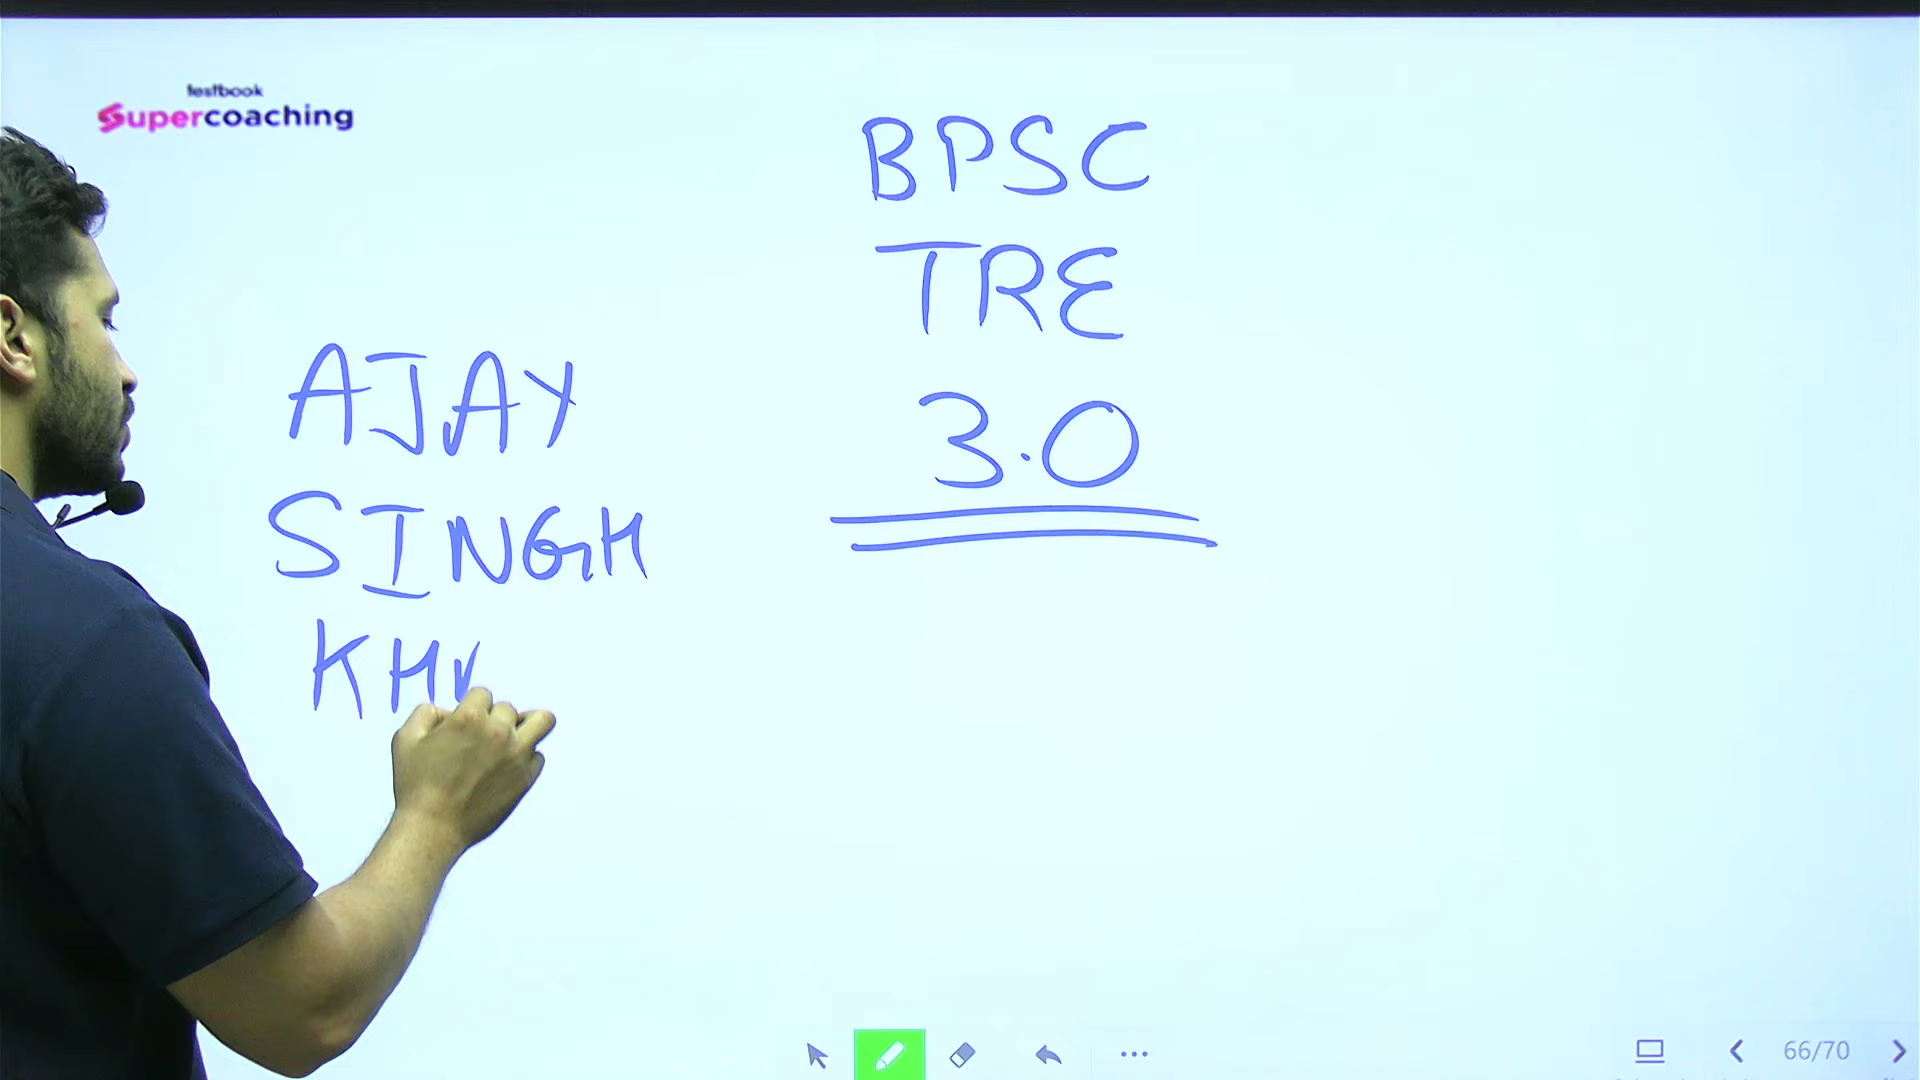 testbook
Supercoaching
BPSC
TRE
3.0
AJAY
SINGH
66/70